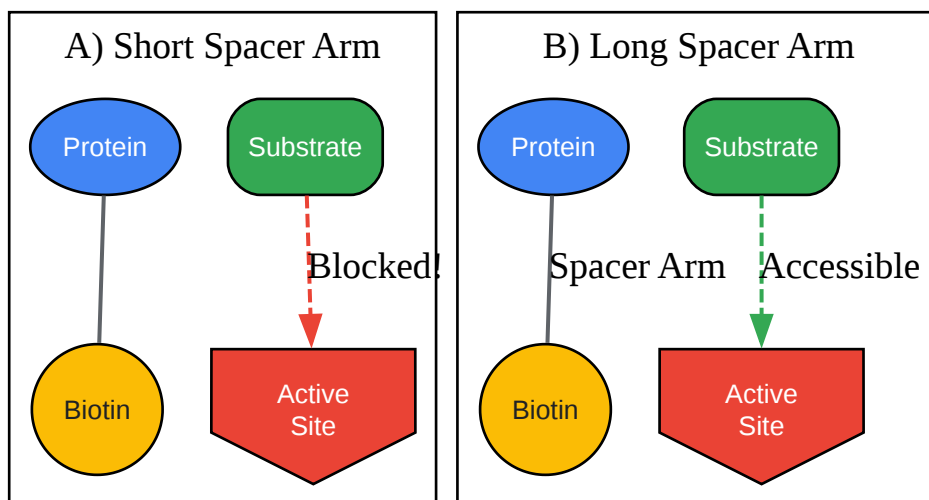 A) Short Spacer Arm
Protein
Substrate
Blocked!
Biotin
Active
Site
B) Long Spacer Arm
Protein
Substrate
Spacer Arm
Accessible
Biotin
Active
Site